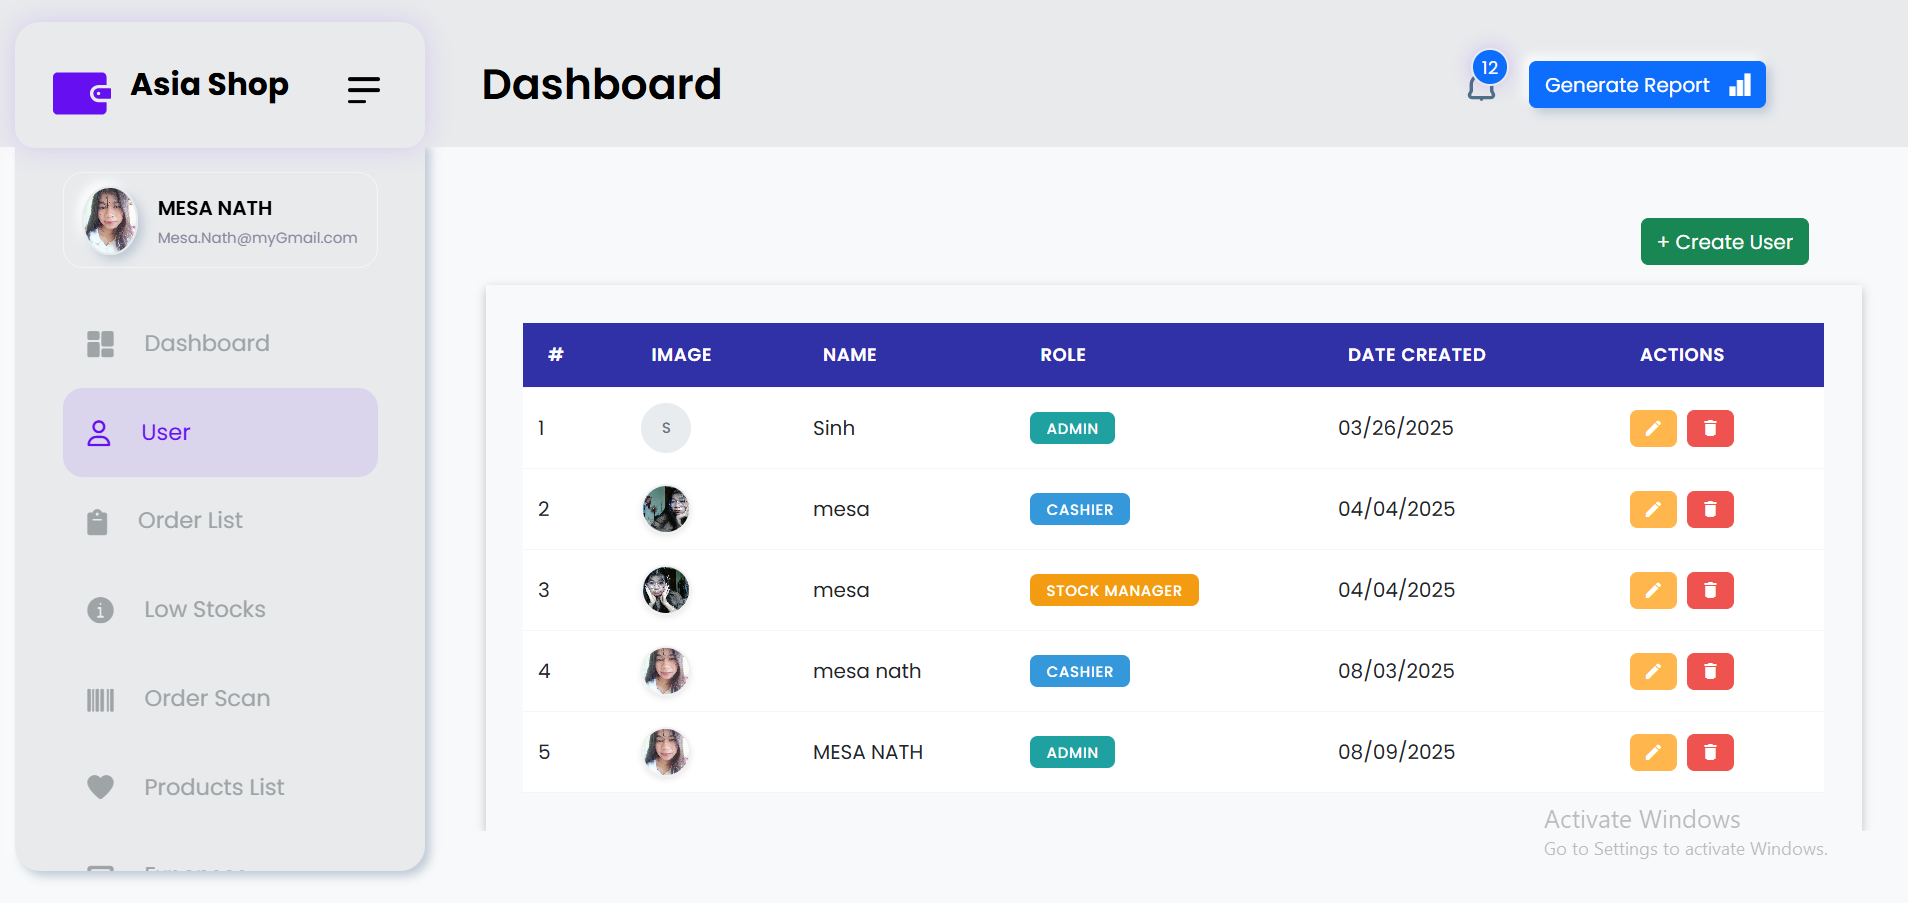 Asia Shop
Dashboard
12
Generate Report
MESA NATH
Mesa.Nath@myGmail.com
Dashboard
User
Order List
Low Stocks
Order Scan
Products List
+ Create User
# IMAGE NAME ROLE DATE CREATED ACTIONS
1 S Sinh ADMIN 03/26/2025
2 mesa CASHIER 04/04/2025
3 mesa STOCK MANAGER 04/04/2025
4 mesa nath CASHIER 08/03/2025
5 MESA NATH ADMIN 08/09/2025
Activate Windows
Go to Settings to activate Windows.